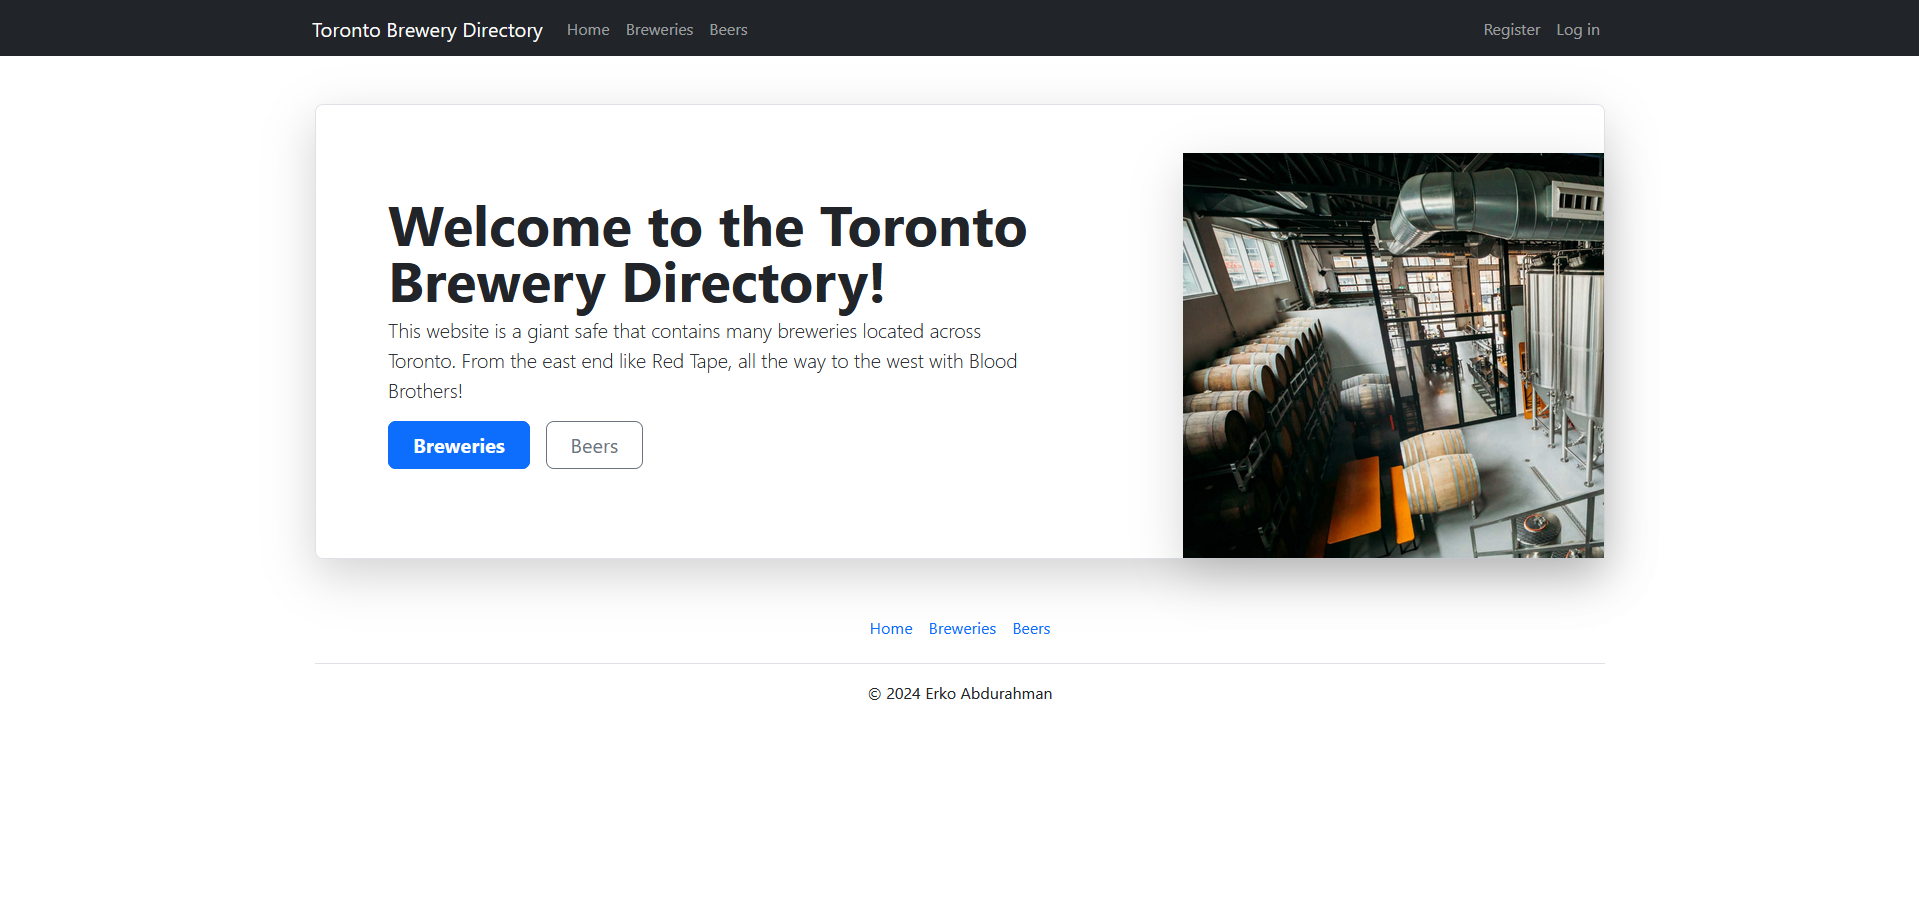 Toronto Brewery Directory Home Breweries Beers Register Log in
Welcome to the Toronto
Brewery Directory!
This website is a giant safe that contains many breweries located across
Toronto. From the east end like Red Tape, all the way to the west with Blood
Brothers!
Breweries Beers
Home Breweries Beers
© 2024 Erko Abdurahman